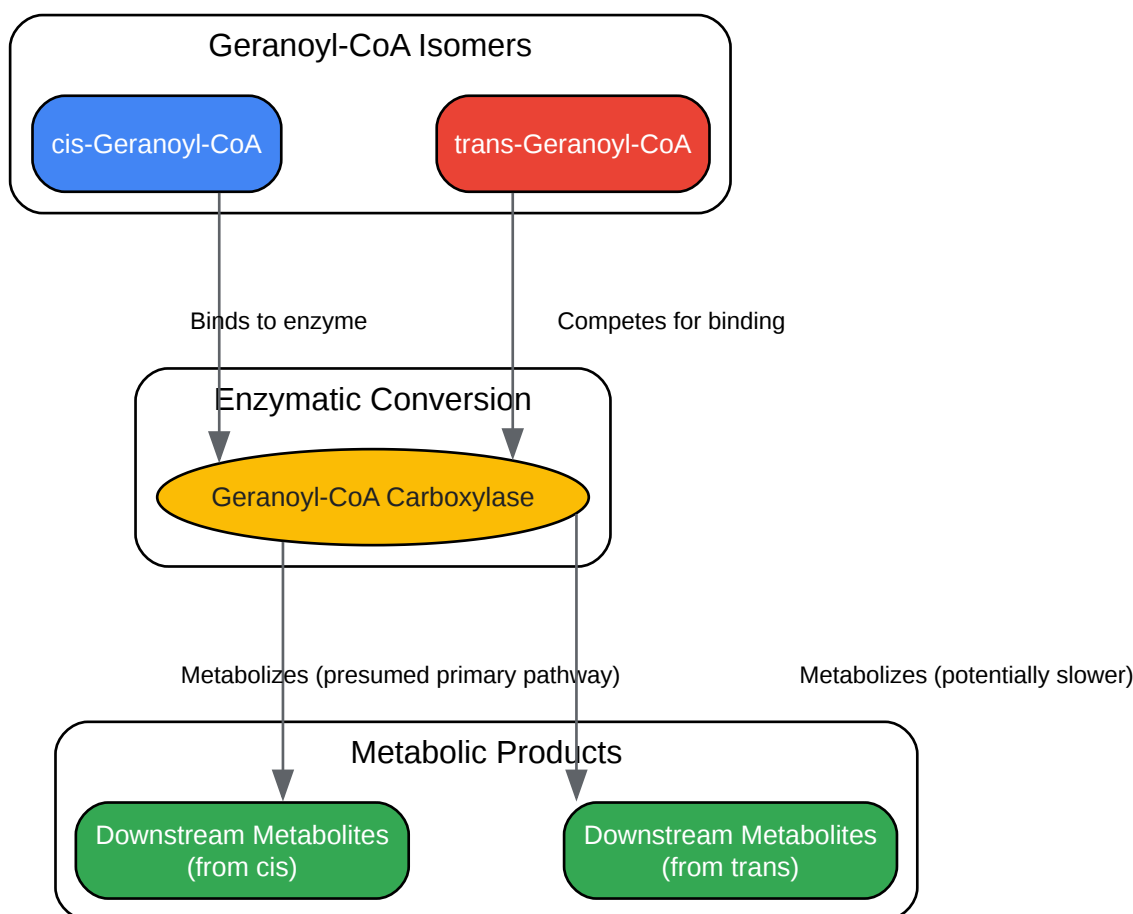 Geranoyl-CoA Isomers
cis-Geranoyl-CoA
trans-Geranoyl-CoA
Binds to enzyme
Competes for binding
Enzymatic Conversion
Geranoyl-CoA Carboxylase
Metabolizes (presumed primary pathway)
Metabolizes (potentially slower)
Metabolic Products
Downstream Metabolites
(from cis)
Downstream Metabolites
(from trans)